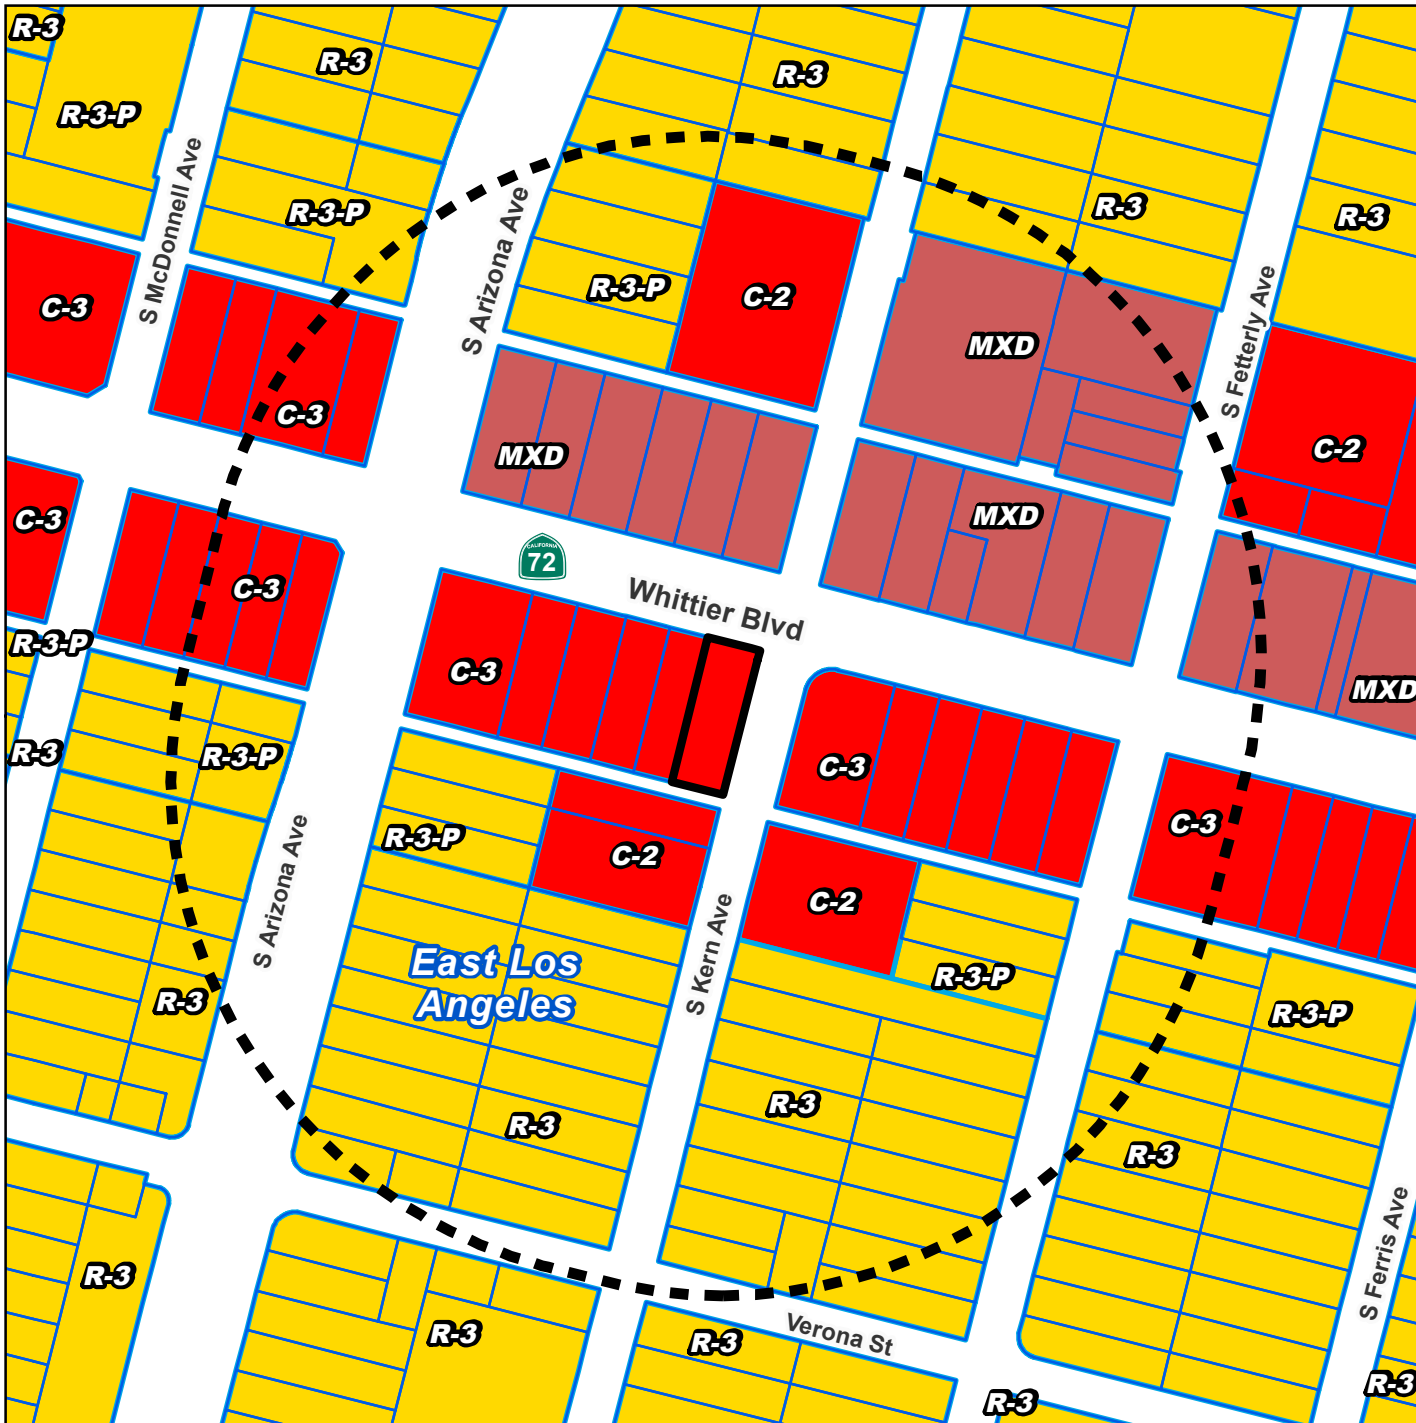 R-3
R-3
R-3
R-3-P
S McDonnell Ave
R-3-P
R-3
R-3
S Arizona Ave
R-3-P
C-2
C-3
MXD
S Fetterly Ave
C-3
MXD
C-2
C-3
MXD
CALIFORNIA
72
C-3
Whittier Blvd
R-3-P
C-3
MXD
R-3
R-3-P
C-3
C-3
R-3-P
C-2
S Arizona Ave
C-2
S Kern Ave
East Los
Angeles
R-3-P
R-3
R-3-P
R-3
R-3
R-3
S Ferris Ave
R-3
R-3
Verona St
R-3
R-3
R-3